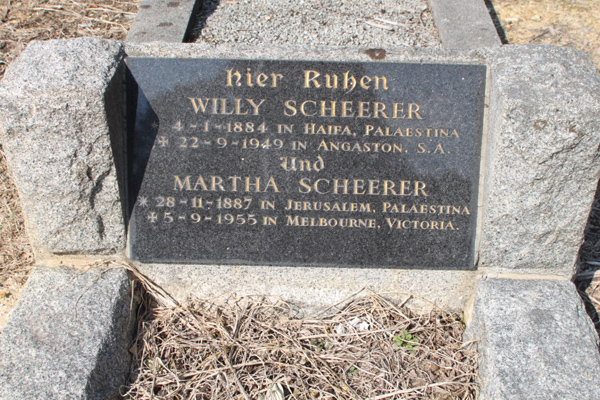 Hier Ruhen
WILLY SCHEERER
* 4-1-1884 IN HAIFA, PALAESTINA
+ 22-9-1949 IN ANGASTON. S.A.
Und
MARTHA SCHEERER
* 28-11-1887 IN JERUSALEM, PALAESTINA
+ 5-9-1955 IN MELBOURNE, VICTORIA.